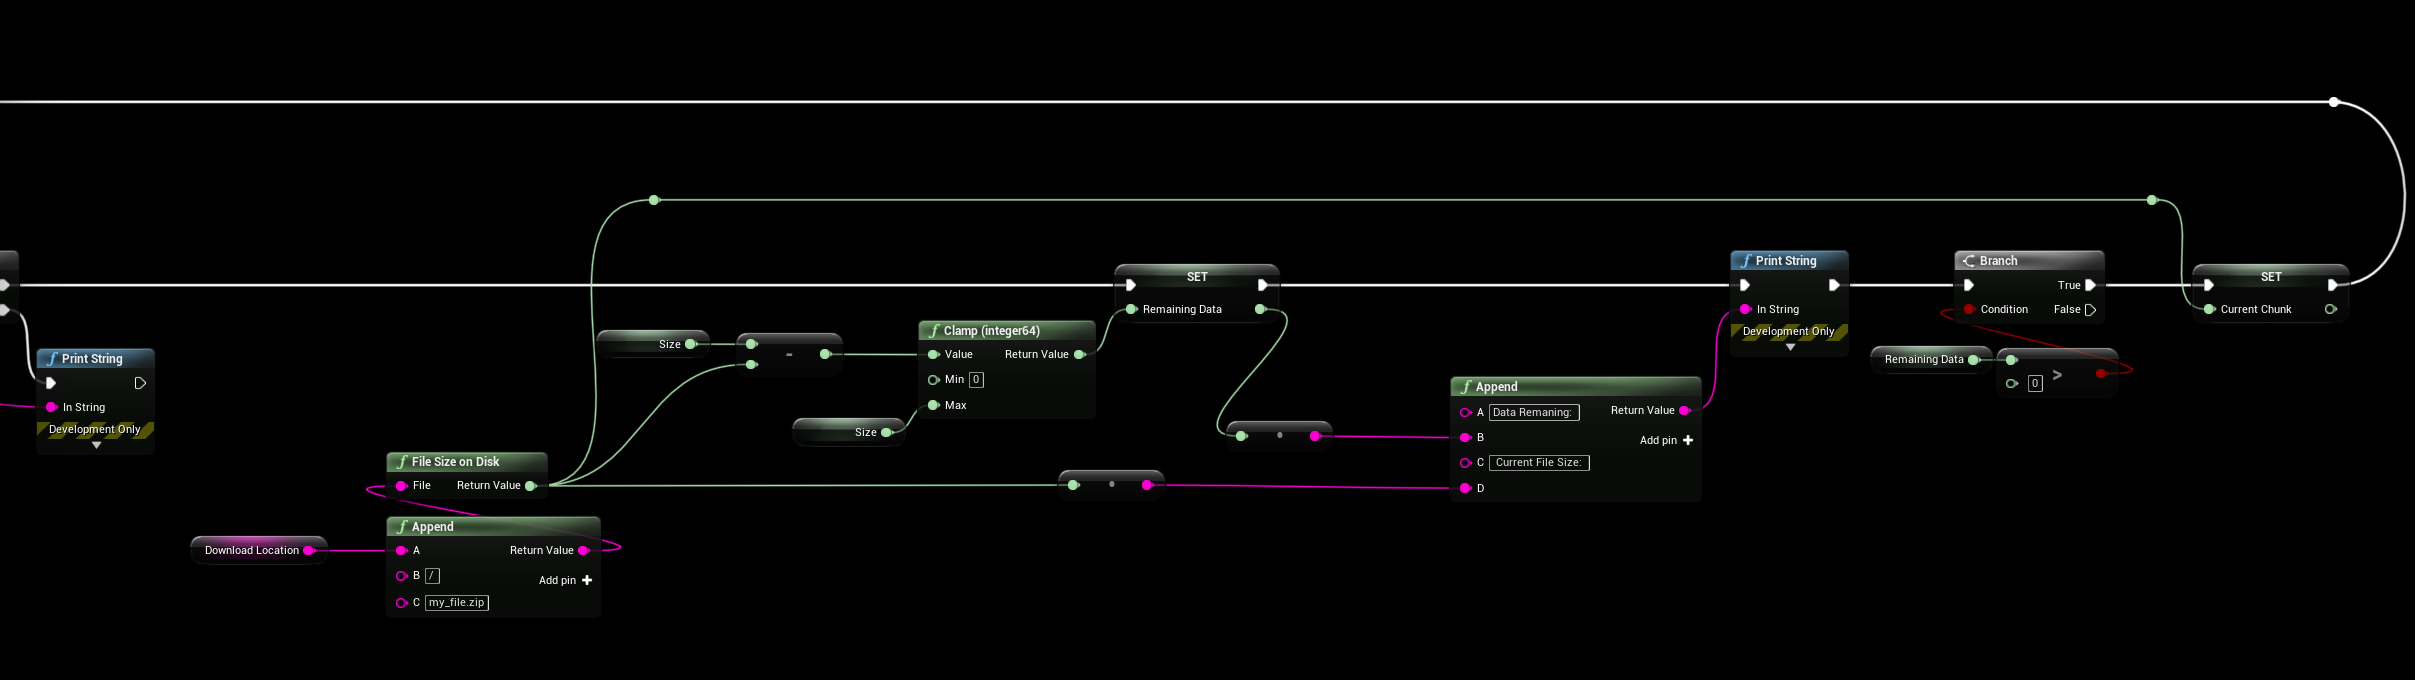 Print String
In String
Development Only
Download Location
File Size on Disk
File Return Value
Append
A Return Value
B /
Add pin
C my_file.zip
Size
-
Size
Clamp (integer64)
Value Return Value
Min 0
Max
SET
Remaining Data
Append
A Data Remaning: Return Value
B
Add pin
C Current File Size:
D
Print String
In String
Development Only
Branch
True
Condition False
Remaining Data
0 >
SET
Current Chunk